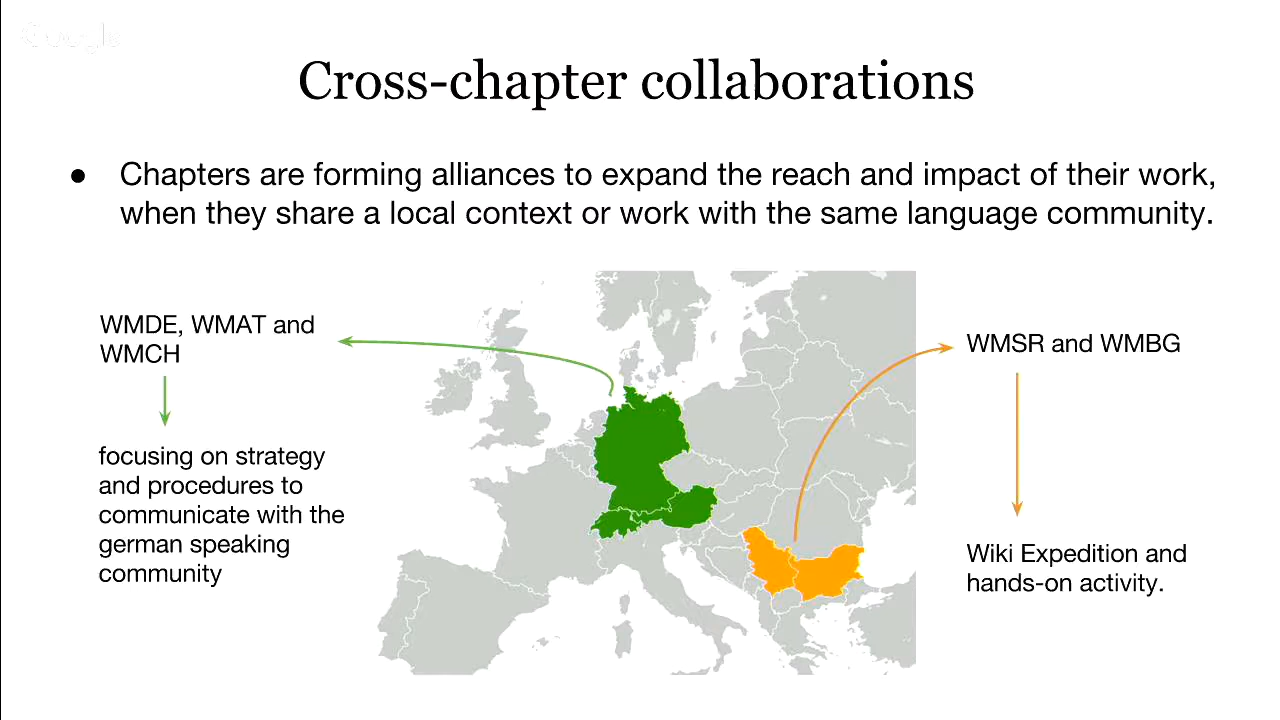 Google
Cross-chapter collaborations
● Chapters are forming alliances to expand the reach and impact of their work,
when they share a local context or work with the same language community.
WMDE, WMAT and
WMCH
focusing on strategy
and procedures to
communicate with the
german speaking
community
WMSR and WMBG
Wiki Expedition and
hands-on activity.